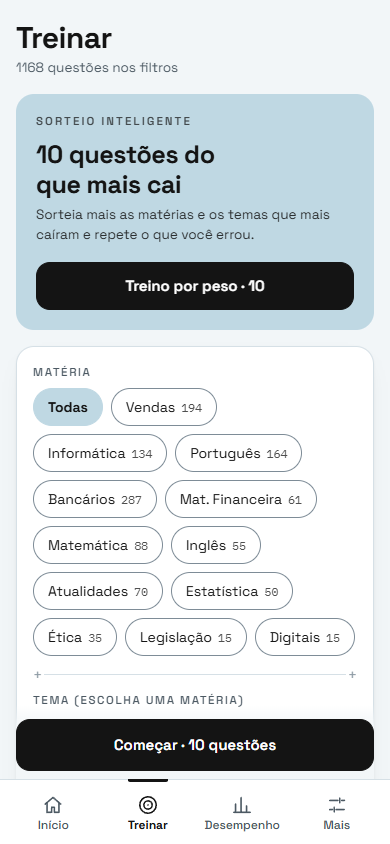 Treinar
1168 questões nos filtros
SORTEIO INTELIGENTE
10 questões do
que mais cai
Sorteia mais as matérias e os temas que mais
caíram e repete o que você errou.
Treino por peso · 10
MATÉRIA
Todas
Vendas 194
Informática 134
Português 164
Bancários 287
Mat. Financeira 61
Matemática 88
Inglês 55
Atualidades 70
Estatística 50
Ética 35
Legislação 15
Digitais 15
TEMA (ESCOLHA UMA MATÉRIA)
Começar · 10 questões
Início
Treinar
Desempenho
Mais